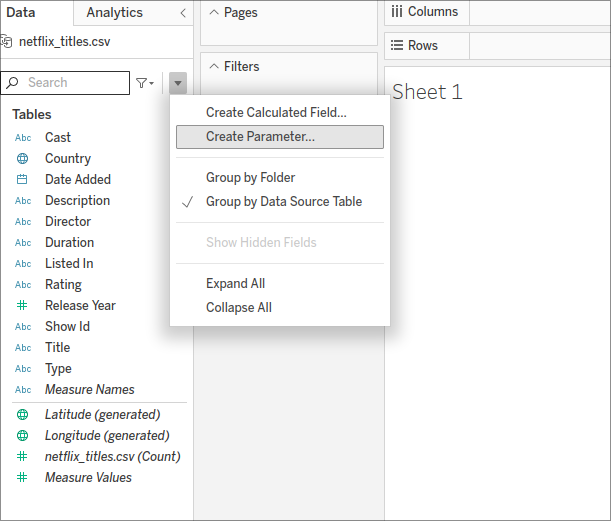 Data
Analytics
Pages
Columns
netflix_titles.csv
Rows
Search
Filters
Sheet 1
Tables
Abc Cast
Country
Date Added
Abc Description
Abc Director
Abc Duration
Abc Listed In
Abc Rating
Release Year
Abc Show Id
Abc Title
Abc Type
Abc Measure Names
Latitude (generated)
Longitude (generated)
netflix_titles.csv (Count)
Measure Values
Create Calculated Field...
Create Parameter...
Group by Folder
Group by Data Source Table
Show Hidden Fields
Expand All
Collapse All